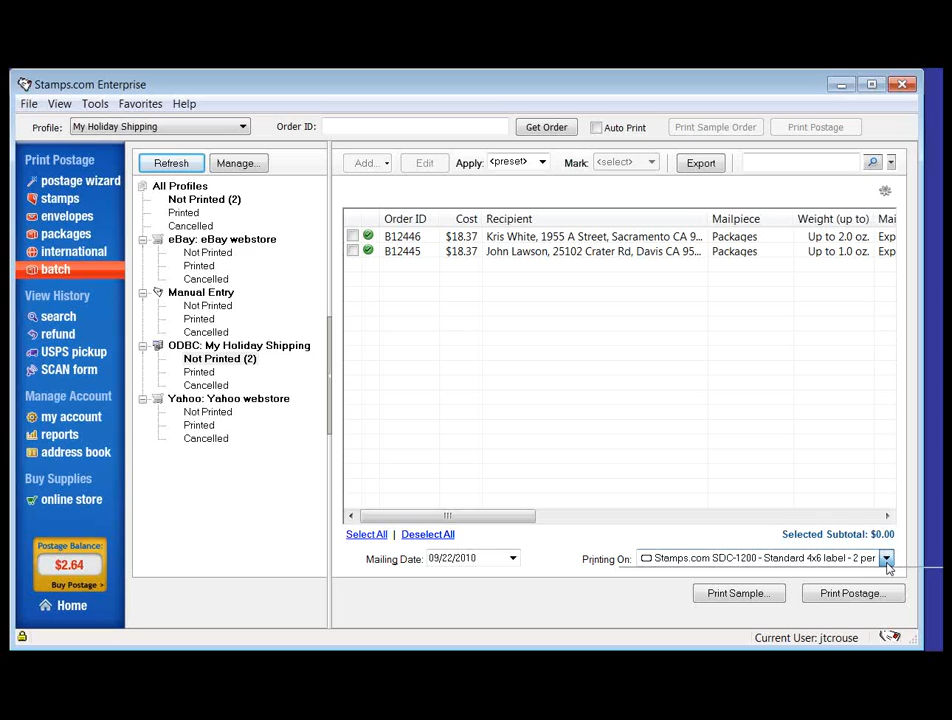 Stamps.com Enterprise
File View Tools Favorites Help
Profile: My Holiday Shipping Order ID: Get Order Auto Print Print Sample Order Print Postage
Print Postage
postage wizard
stamps
envelopes
packages
international
batch
View History
search
refund
USPS pickup
SCAN form
Manage Account
my account
reports
address book
Buy Supplies
online store
Postage Balance:
$2.64
Buy Postage >
Home
Refresh Manage...
All Profiles
Not Printed (2)
Printed
Cancelled
eBay: eBay webstore
Not Printed
Printed
Cancelled
Manual Entry
Not Printed
Printed
Cancelled
ODBC: My Holiday Shipping
Not Printed (2)
Printed
Cancelled
Yahoo: Yahoo webstore
Not Printed
Printed
Cancelled
Add... Edit Apply: <preset> Mark: <select> Export
Order ID Cost Recipient Mailpiece Weight (up to) Mai
B12446 $18.37 Kris White, 1955 A Street, Sacramento CA 9... Packages Up to 2.0 oz. Exp
B12445 $18.37 John Lawson, 25102 Crater Rd, Davis CA 95... Packages Up to 1.0 oz. Exp
Select All | Deselect All Selected Subtotal: $0.00
Mailing Date: 09/22/2010 Printing On: Stamps.com SDC-1200 - Standard 4x6 label - 2 per
Print Sample... Print Postage...
Current User: jtcrouse